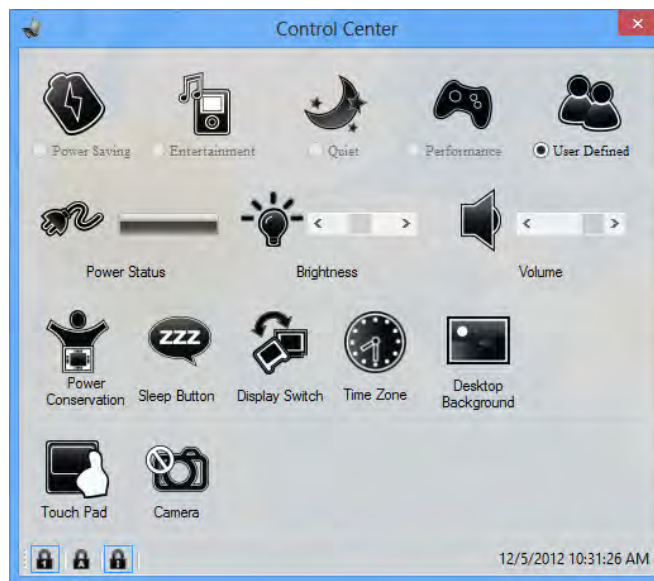 Control Center
Power Saving
Entertainment
Quiet
Performance
User Defined
Power Status
Brightness
Volume
ZZZ
Power
Conservation
Sleep Button
Display Switch
Time Zone
Desktop
Background
Touch Pad
Camera
12/5/2012 10:31:26 AM